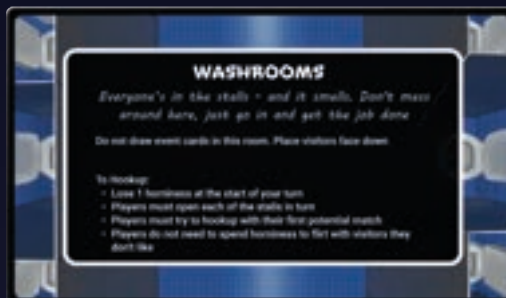 WASHROOMS
Everyone's in the stalls - and it smells. Don't mess
around here, just go in and get the job done
Do not draw event cards in this room. Place visitors face down
To Hookup:
• Lose 1 horniness at the start of your turn
• Players must open each of the stalls in turn
• Players must try to hookup with their first potential match
• Players do not need to spend horniness to flirt with visitors they
don't like